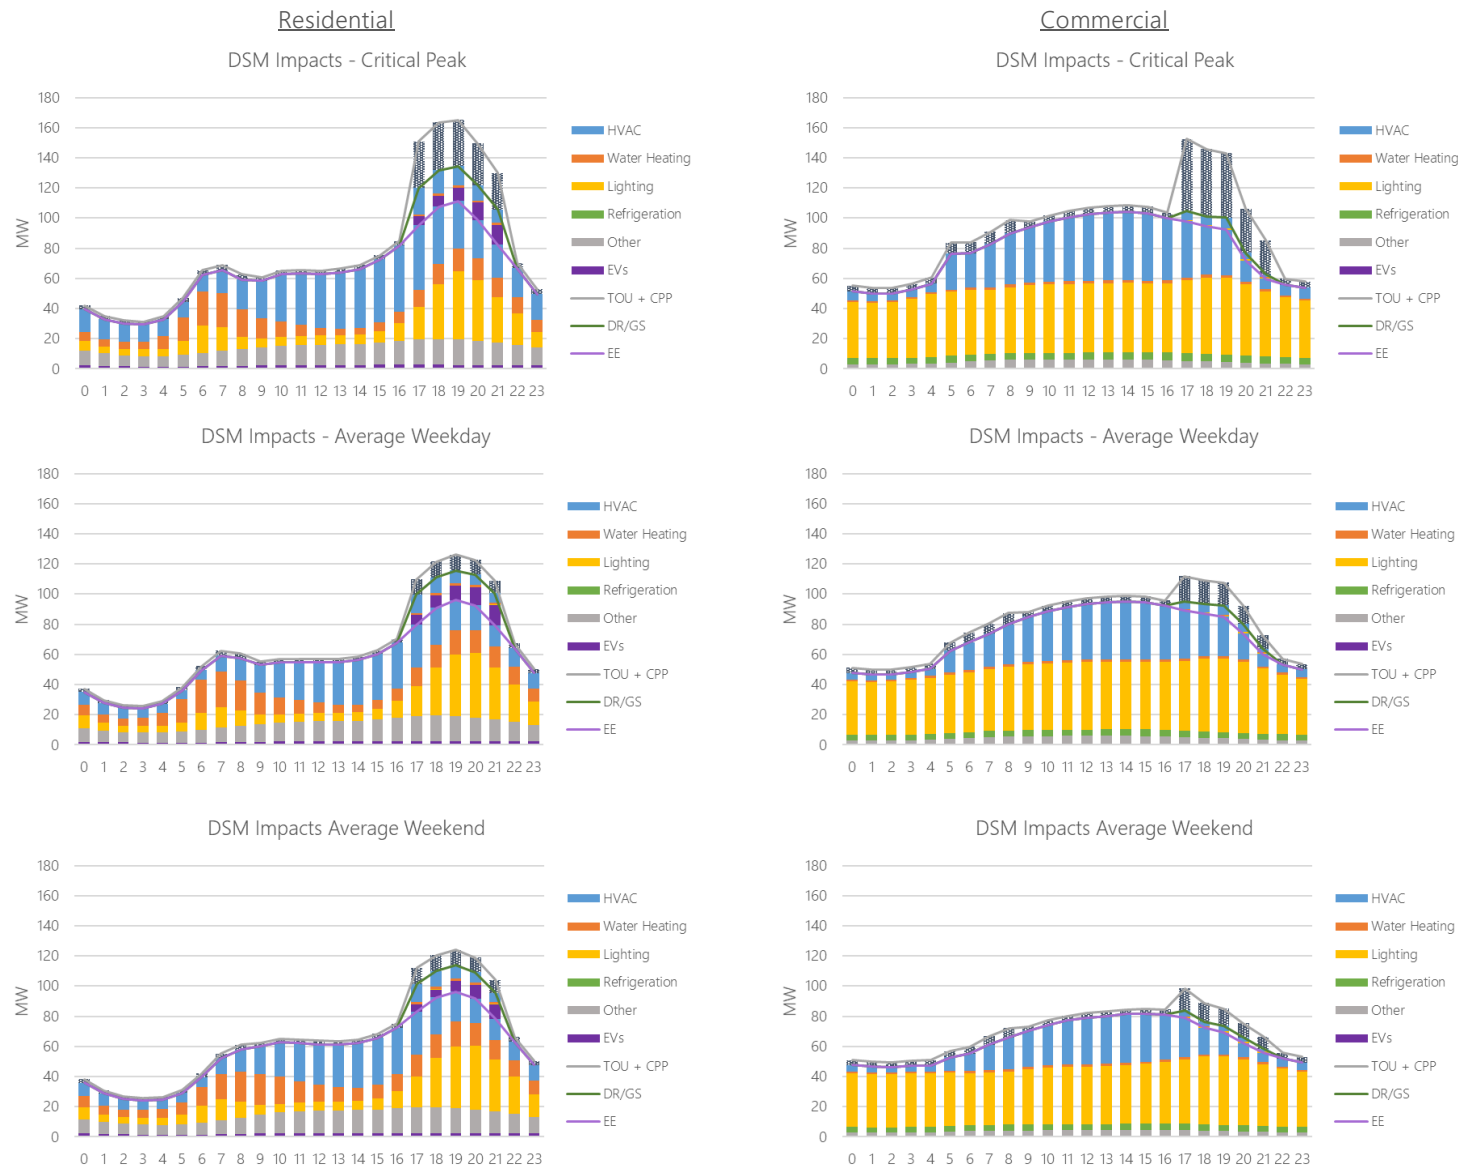 Residential
Commercial
DSM Impacts - Critical Peak
180
160
140
120
100
80
60
40
20
0
MW
0 1 2 3 4 5 6 7 8 9 10 11 12 13 14 15 16 17 18 19 20 21 22 23
HVAC
Water Heating
Lighting
Refrigeration
Other
EVs
TOU + CPP
DR/GS
EE
DSM Impacts - Critical Peak
180
160
140
120
100
80
60
40
20
0
MW
0 1 2 3 4 5 6 7 8 9 10 11 12 13 14 15 16 17 18 19 20 21 22 23
HVAC
Water Heating
Lighting
Refrigeration
Other
EVs
TOU + CPP
DR/GS
EE
DSM Impacts - Average Weekday
180
160
140
120
100
80
60
40
20
0
MW
0 1 2 3 4 5 6 7 8 9 10 11 12 13 14 15 16 17 18 19 20 21 22 23
HVAC
Water Heating
Lighting
Refrigeration
Other
EVs
TOU + CPP
DR/GS
EE
DSM Impacts - Average Weekday
180
160
140
120
100
80
60
40
20
0
MW
0 1 2 3 4 5 6 7 8 9 10 11 12 13 14 15 16 17 18 19 20 21 22 23
HVAC
Water Heating
Lighting
Refrigeration
Other
EVs
TOU + CPP
DR/GS
EE
DSM Impacts Average Weekend
180
160
140
120
100
80
60
40
20
0
MW
0 1 2 3 4 5 6 7 8 9 10 11 12 13 14 15 16 17 18 19 20 21 22 23
HVAC
Water Heating
Lighting
Refrigeration
Other
EVs
TOU + CPP
DR/GS
EE
DSM Impacts Average Weekend
180
160
140
120
100
80
60
40
20
0
MW
0 1 2 3 4 5 6 7 8 9 10 11 12 13 14 15 16 17 18 19 20 21 22 23
HVAC
Water Heating
Lighting
Refrigeration
Other
EVs
TOU + CPP
DR/GS
EE